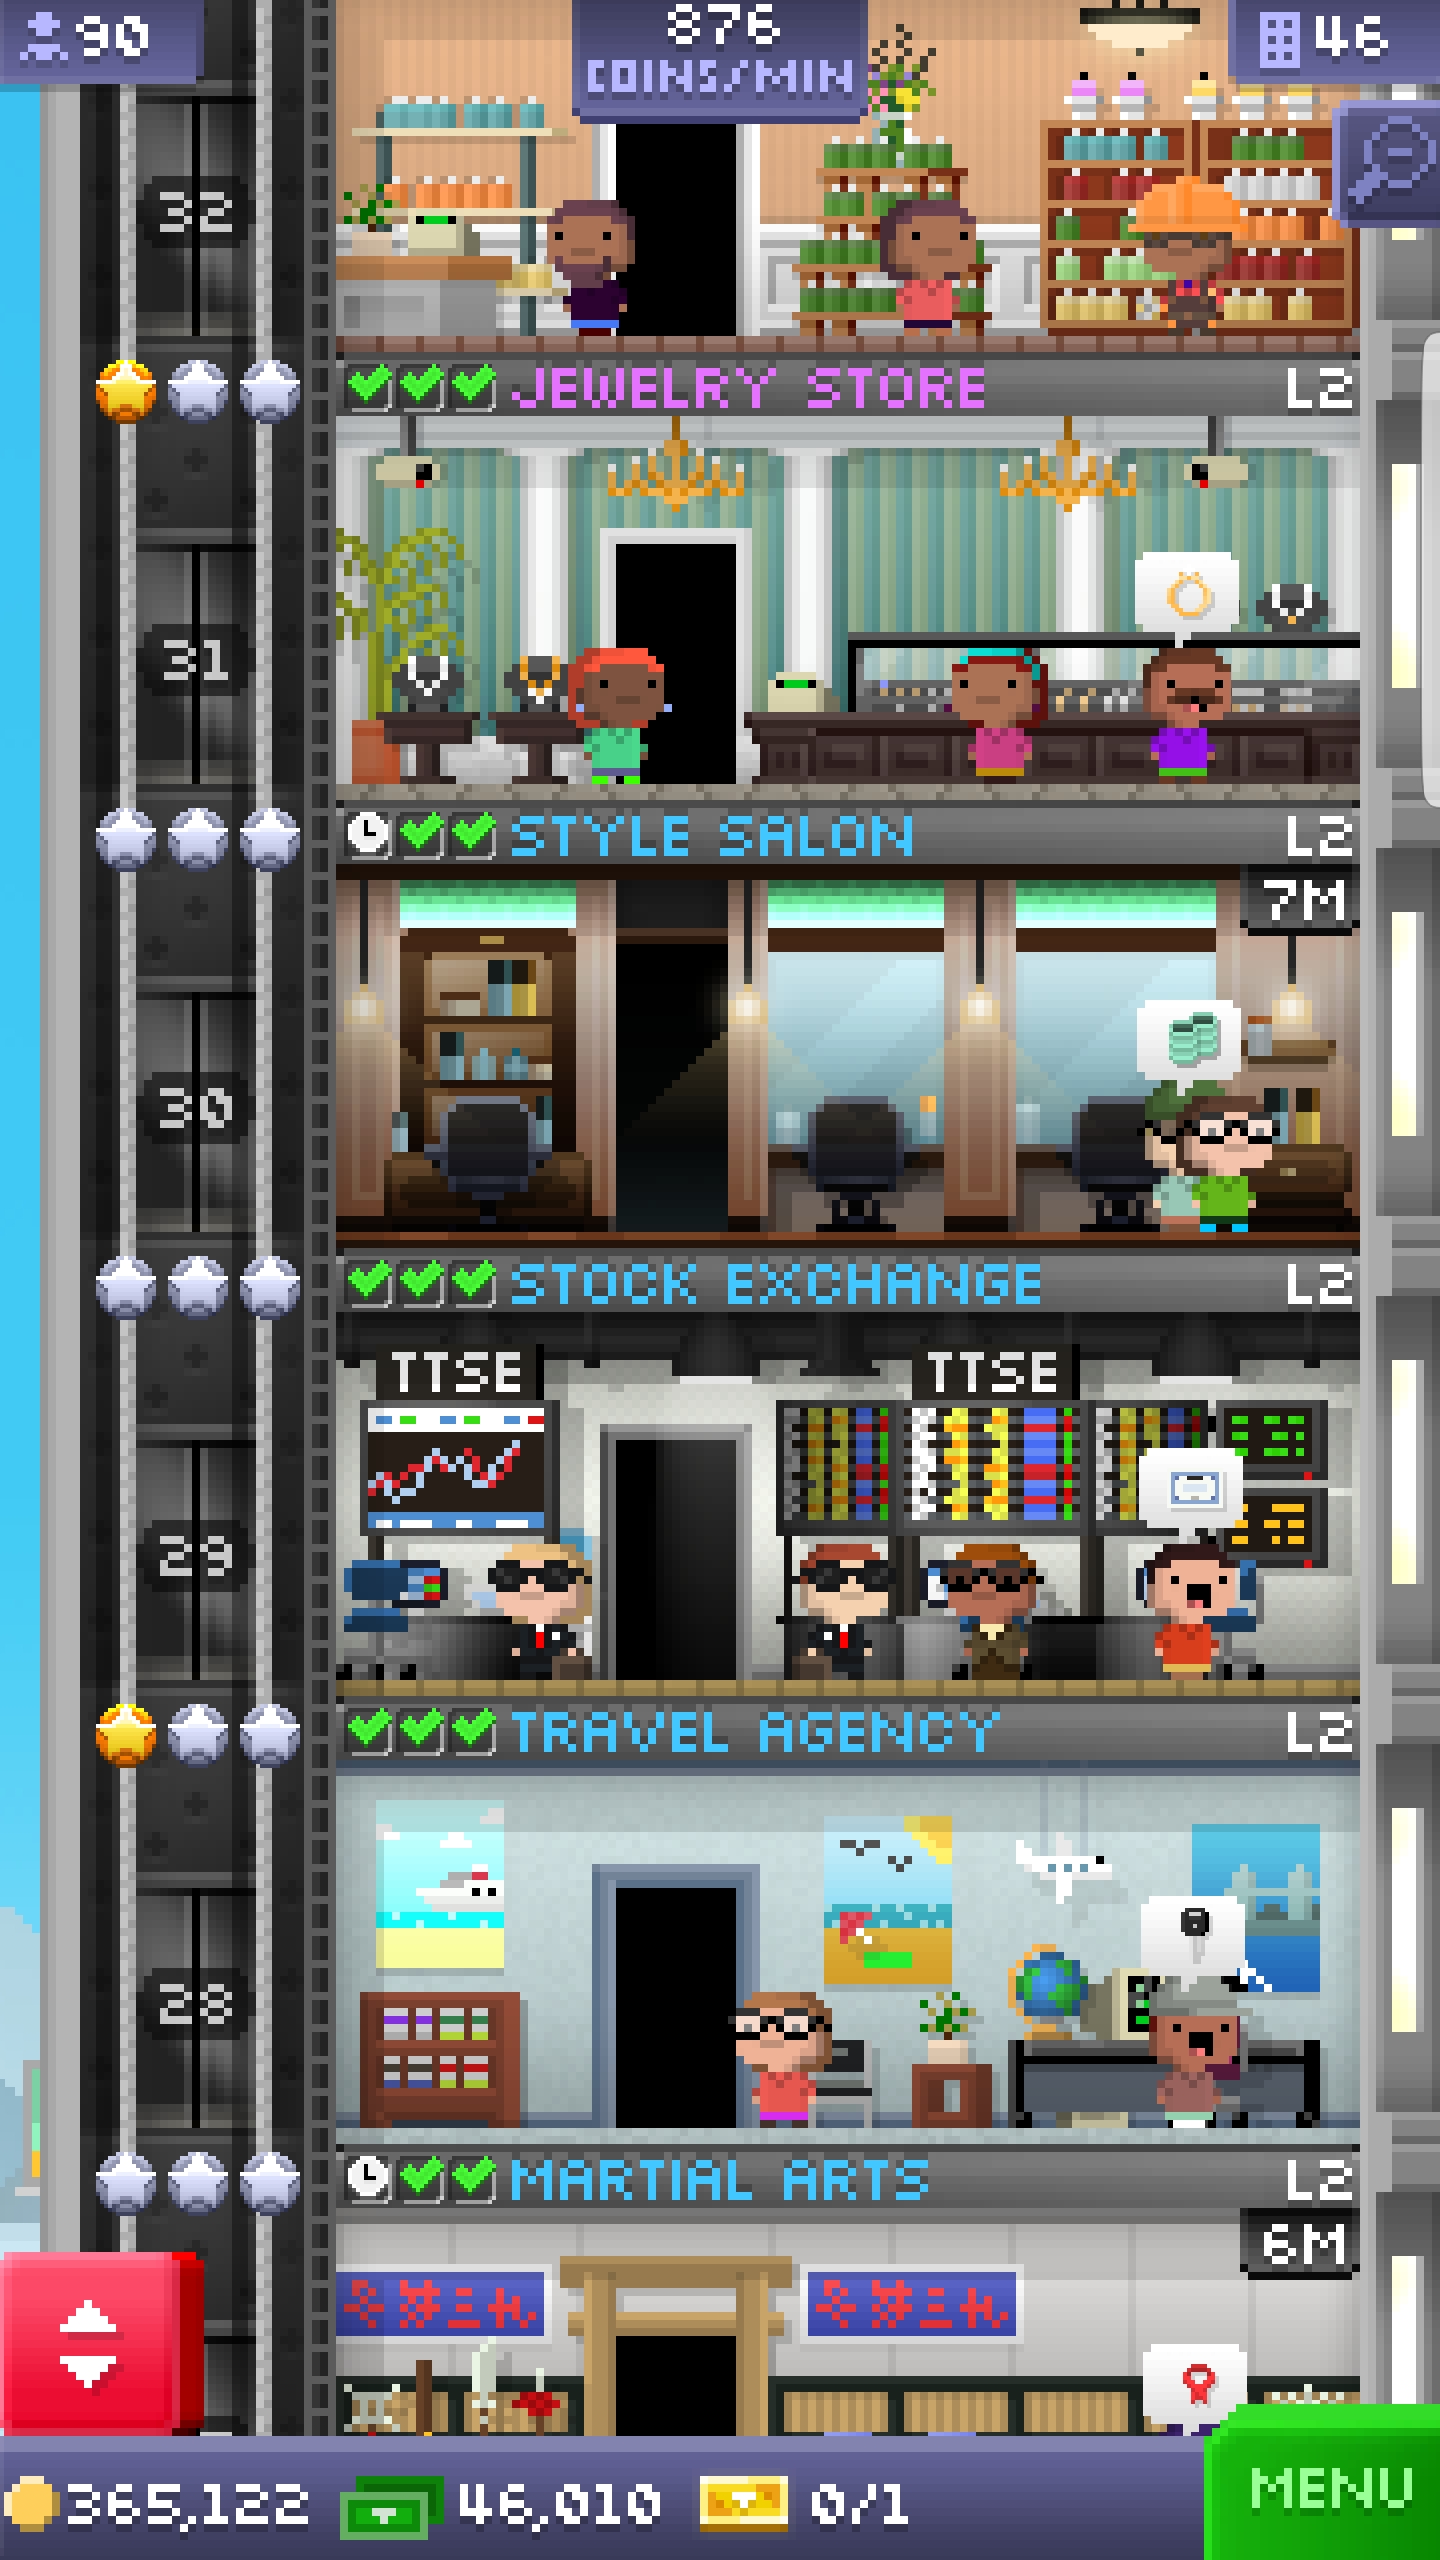 90
876
COINS/MIN
46
32
JEWELRY STORE L2
31
STYLE SALON L2
7M
30
STOCK EXCHANGE L2
TTSE TTSE
29
TRAVEL AGENCY L2
28
MARTIAL ARTS L2
6M
365,122 46,010 0/1
MENU